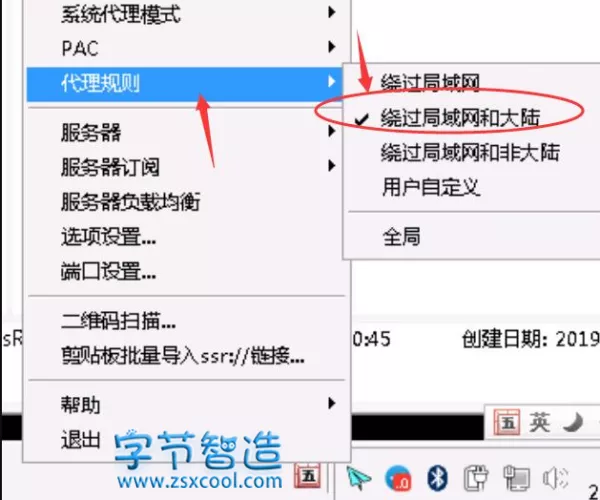 系统代理模式
PAC
代理规则
绕过局域网
绕过局域网和大陆
绕过局域网和非大陆
用户自定义
全局
服务器
服务器订阅
服务器负载均衡
选项设置...
端口设置...
二维码扫描...
剪贴板批量导入ssr://链接...
帮助
退出
sR
0:45
创建日期: 2019
五 英
字节智造
www.zsxcool.com
五
2